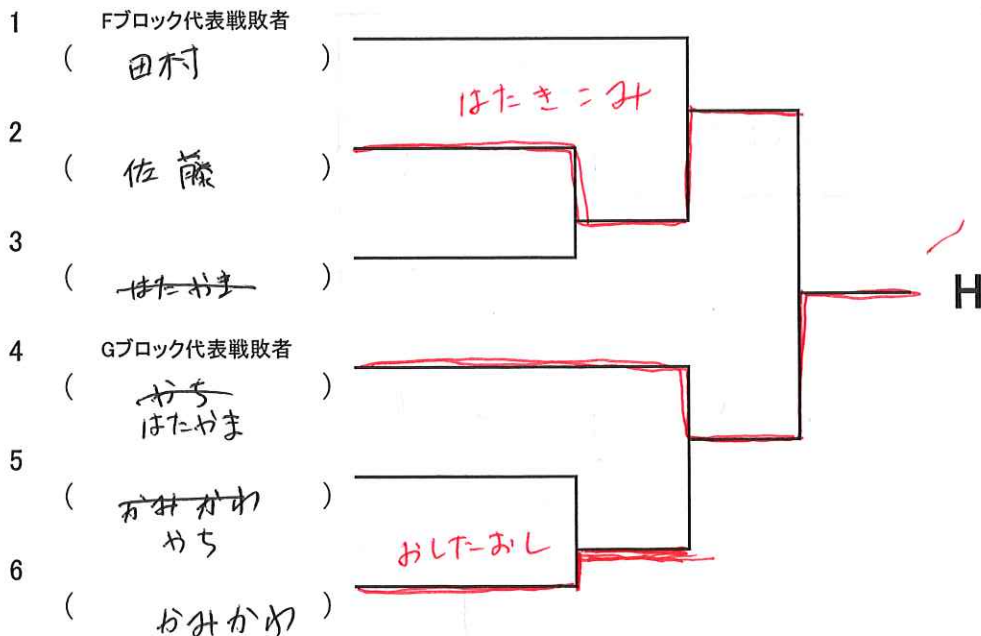 1 Fブロック代表戦敗者
( 田村 )
はたきこみ
2
( 佐藤 )
3
( はたやま )
H
4 Gブロック代表戦敗者
( やち )
はたやま
5
( かみかわ )
やち
おしたおし
6
( かみかわ )